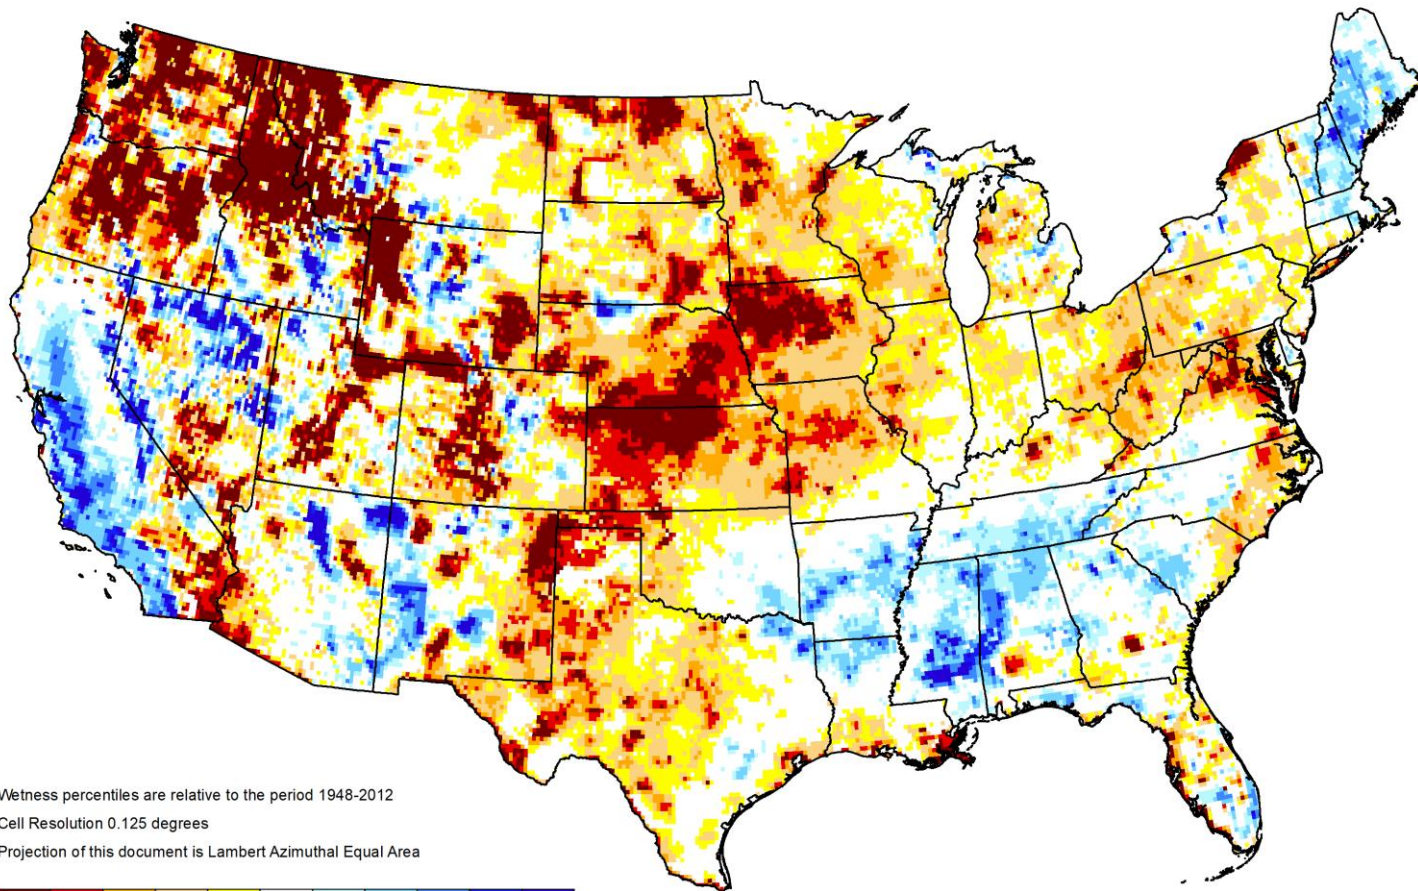 Wetness percentiles are relative to the period 1948-2012
Cell Resolution 0.125 degrees
Projection of this document is Lambert Azimuthal Equal Area